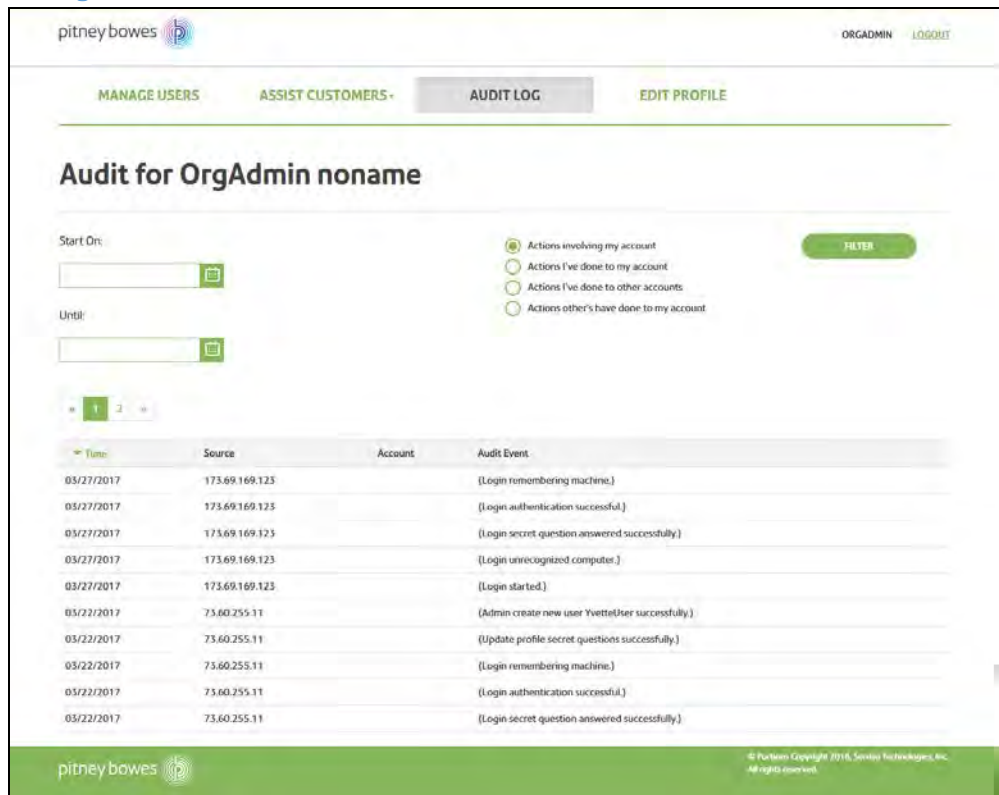 pitney bowes
ORGADMIN LOGOUT
MANAGE USERS ASSIST CUSTOMERS AUDIT LOG EDIT PROFILE
Audit for OrgAdmin noname
Start On:
Until:
Actions involving my account
Actions I've done to my account
Actions I've done to other accounts
Actions other's have done to my account
FILTER
« 1 2 »
Time Source Account Audit Event
03/27/2017 173.69.169.123 (Login remembering machine.)
03/27/2017 173.69.169.123 (Login authentication successful.)
03/27/2017 173.69.169.123 (Login secret question answered successfully.)
03/27/2017 173.69.169.123 (Login unrecognized computer.)
03/27/2017 173.69.169.123 (Login started.)
03/22/2017 73.60.255.11 (Admin create new user YvetteUser successfully.)
03/22/2017 73.60.255.11 (Update profile secret questions successfully.)
03/22/2017 73.60.255.11 (Login remembering machine.)
03/22/2017 73.60.255.11 (Login authentication successful.)
03/22/2017 73.60.255.11 (Login secret question answered successfully.)
pitney bowes
© Portions Copyright 2016, Technologies, Inc.
All rights reserved.